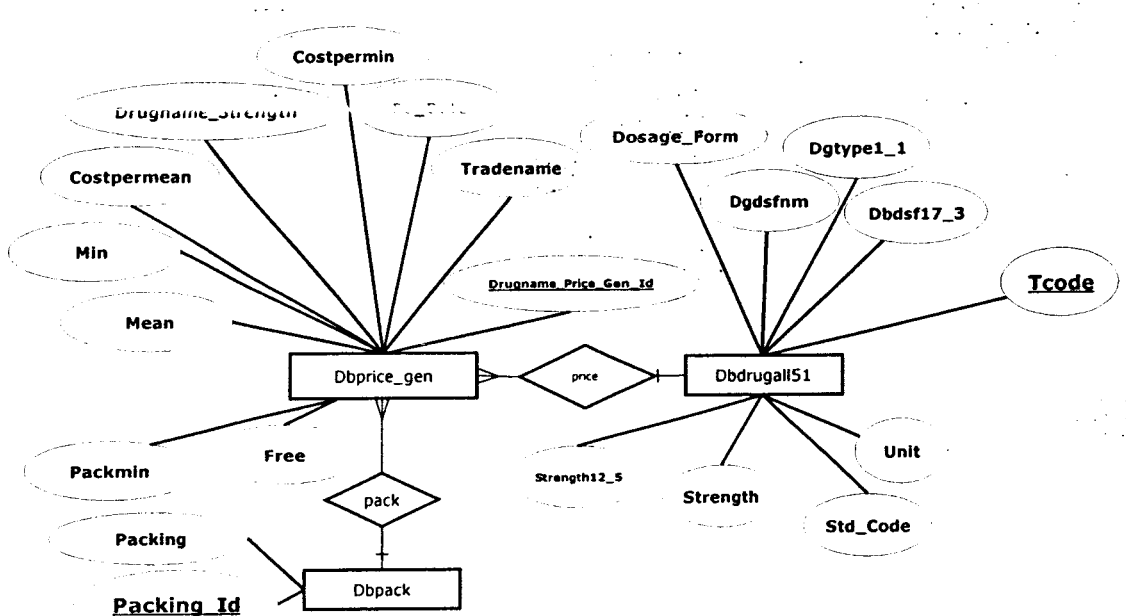 Costpermin
Drugname_Strength
Dosage_Form
Dgtype1_1
Costpermean
Tradename
Dgdsfnm
Dbdsf17_3
Min
Drugname_Price_Gen_Id
Tcode
Mean
Dbprice_gen
price
Dbdrugall51
Packmin
Free
Strength12_5
Strength
Unit
Std_Code
pack
Packing
Dbpack
Packing_Id